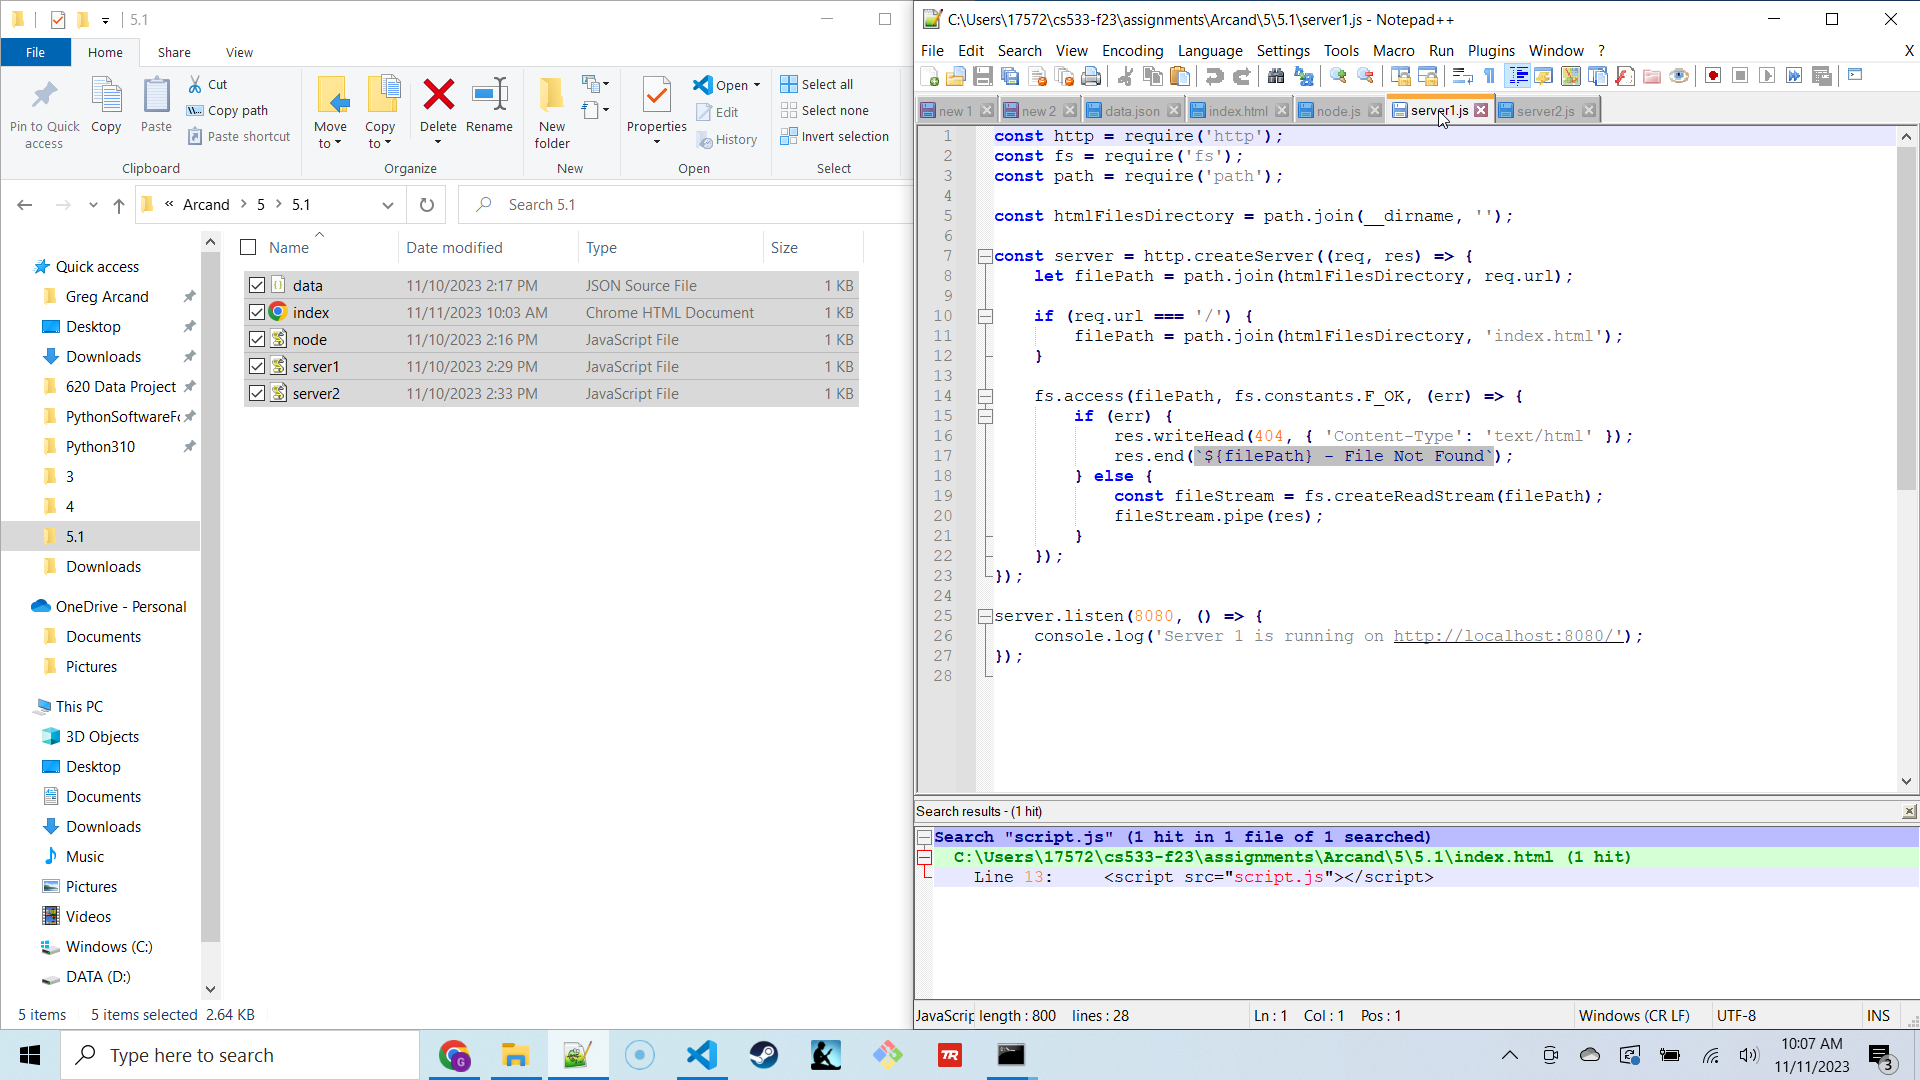 5.1
File
Home
Share
View
Pin to Quick access
Copy
Paste
Cut
Copy path
Paste shortcut
Clipboard
Move to
Copy to
Delete
Rename
Organize
New folder
New
Properties
Open
Edit
History
Open
Select all
Select none
Invert selection
Select
« Arcand > 5 > 5.1
Search 5.1
Name
Date modified
Type
Size
data 11/10/2023 2:17 PM JSON Source File 1 KB
index 11/11/2023 10:03 AM Chrome HTML Document 1 KB
node 11/10/2023 2:16 PM JavaScript File 1 KB
server1 11/10/2023 2:29 PM JavaScript File 1 KB
server2 11/10/2023 2:33 PM JavaScript File 1 KB
Quick access
Greg Arcand
Desktop
Downloads
620 Data Project
PythonSoftwareFo
Python310
3
4
5.1
Downloads
OneDrive - Personal
Documents
Pictures
This PC
3D Objects
Desktop
Documents
Downloads
Music
Pictures
Videos
Windows (C:)
DATA (D:)
5 items 5 items selected 2.64 KB
C:\Users\17572\cs533-f23\assignments\Arcand\5\5.1\server1.js - Notepad++
File Edit Search View Encoding Language Settings Tools Macro Run Plugins Window ? X
new 1
new 2
data.json
index.html
node.js
server1.js
server2.js
1 const http = require('http');
2 const fs = require('fs');
3 const path = require('path');
4
5 const htmlFilesDirectory = path.join(__dirname, '');
6
7 const server = http.createServer((req, res) => {
8 let filePath = path.join(htmlFilesDirectory, req.url);
9
10 if (req.url === '/') {
11 filePath = path.join(htmlFilesDirectory, 'index.html');
12 }
13
14 fs.access(filePath, fs.constants.F_OK, (err) => {
15 if (err) {
16 res.writeHead(404, { 'Content-Type': 'text/html' });
17 res.end(`${filePath} - File Not Found`);
18 } else {
19 const fileStream = fs.createReadStream(filePath);
20 fileStream.pipe(res);
21 }
22 });
23 });
24
25 server.listen(8080, () => {
26 console.log('Server 1 is running on http://localhost:8080/');
27 });
28
Search results - (1 hit)
Search "script.js" (1 hit in 1 file of 1 searched)
C:\Users\17572\cs533-f23\assignments\Arcand\5\5.1\index.html (1 hit)
Line 13: <script src="script.js"></script>
JavaScrip length : 800 lines : 28 Ln : 1 Col : 1 Pos : 1 Windows (CR LF) UTF-8 INS
Type here to search
G
TR
10:07 AM
11/11/2023
3